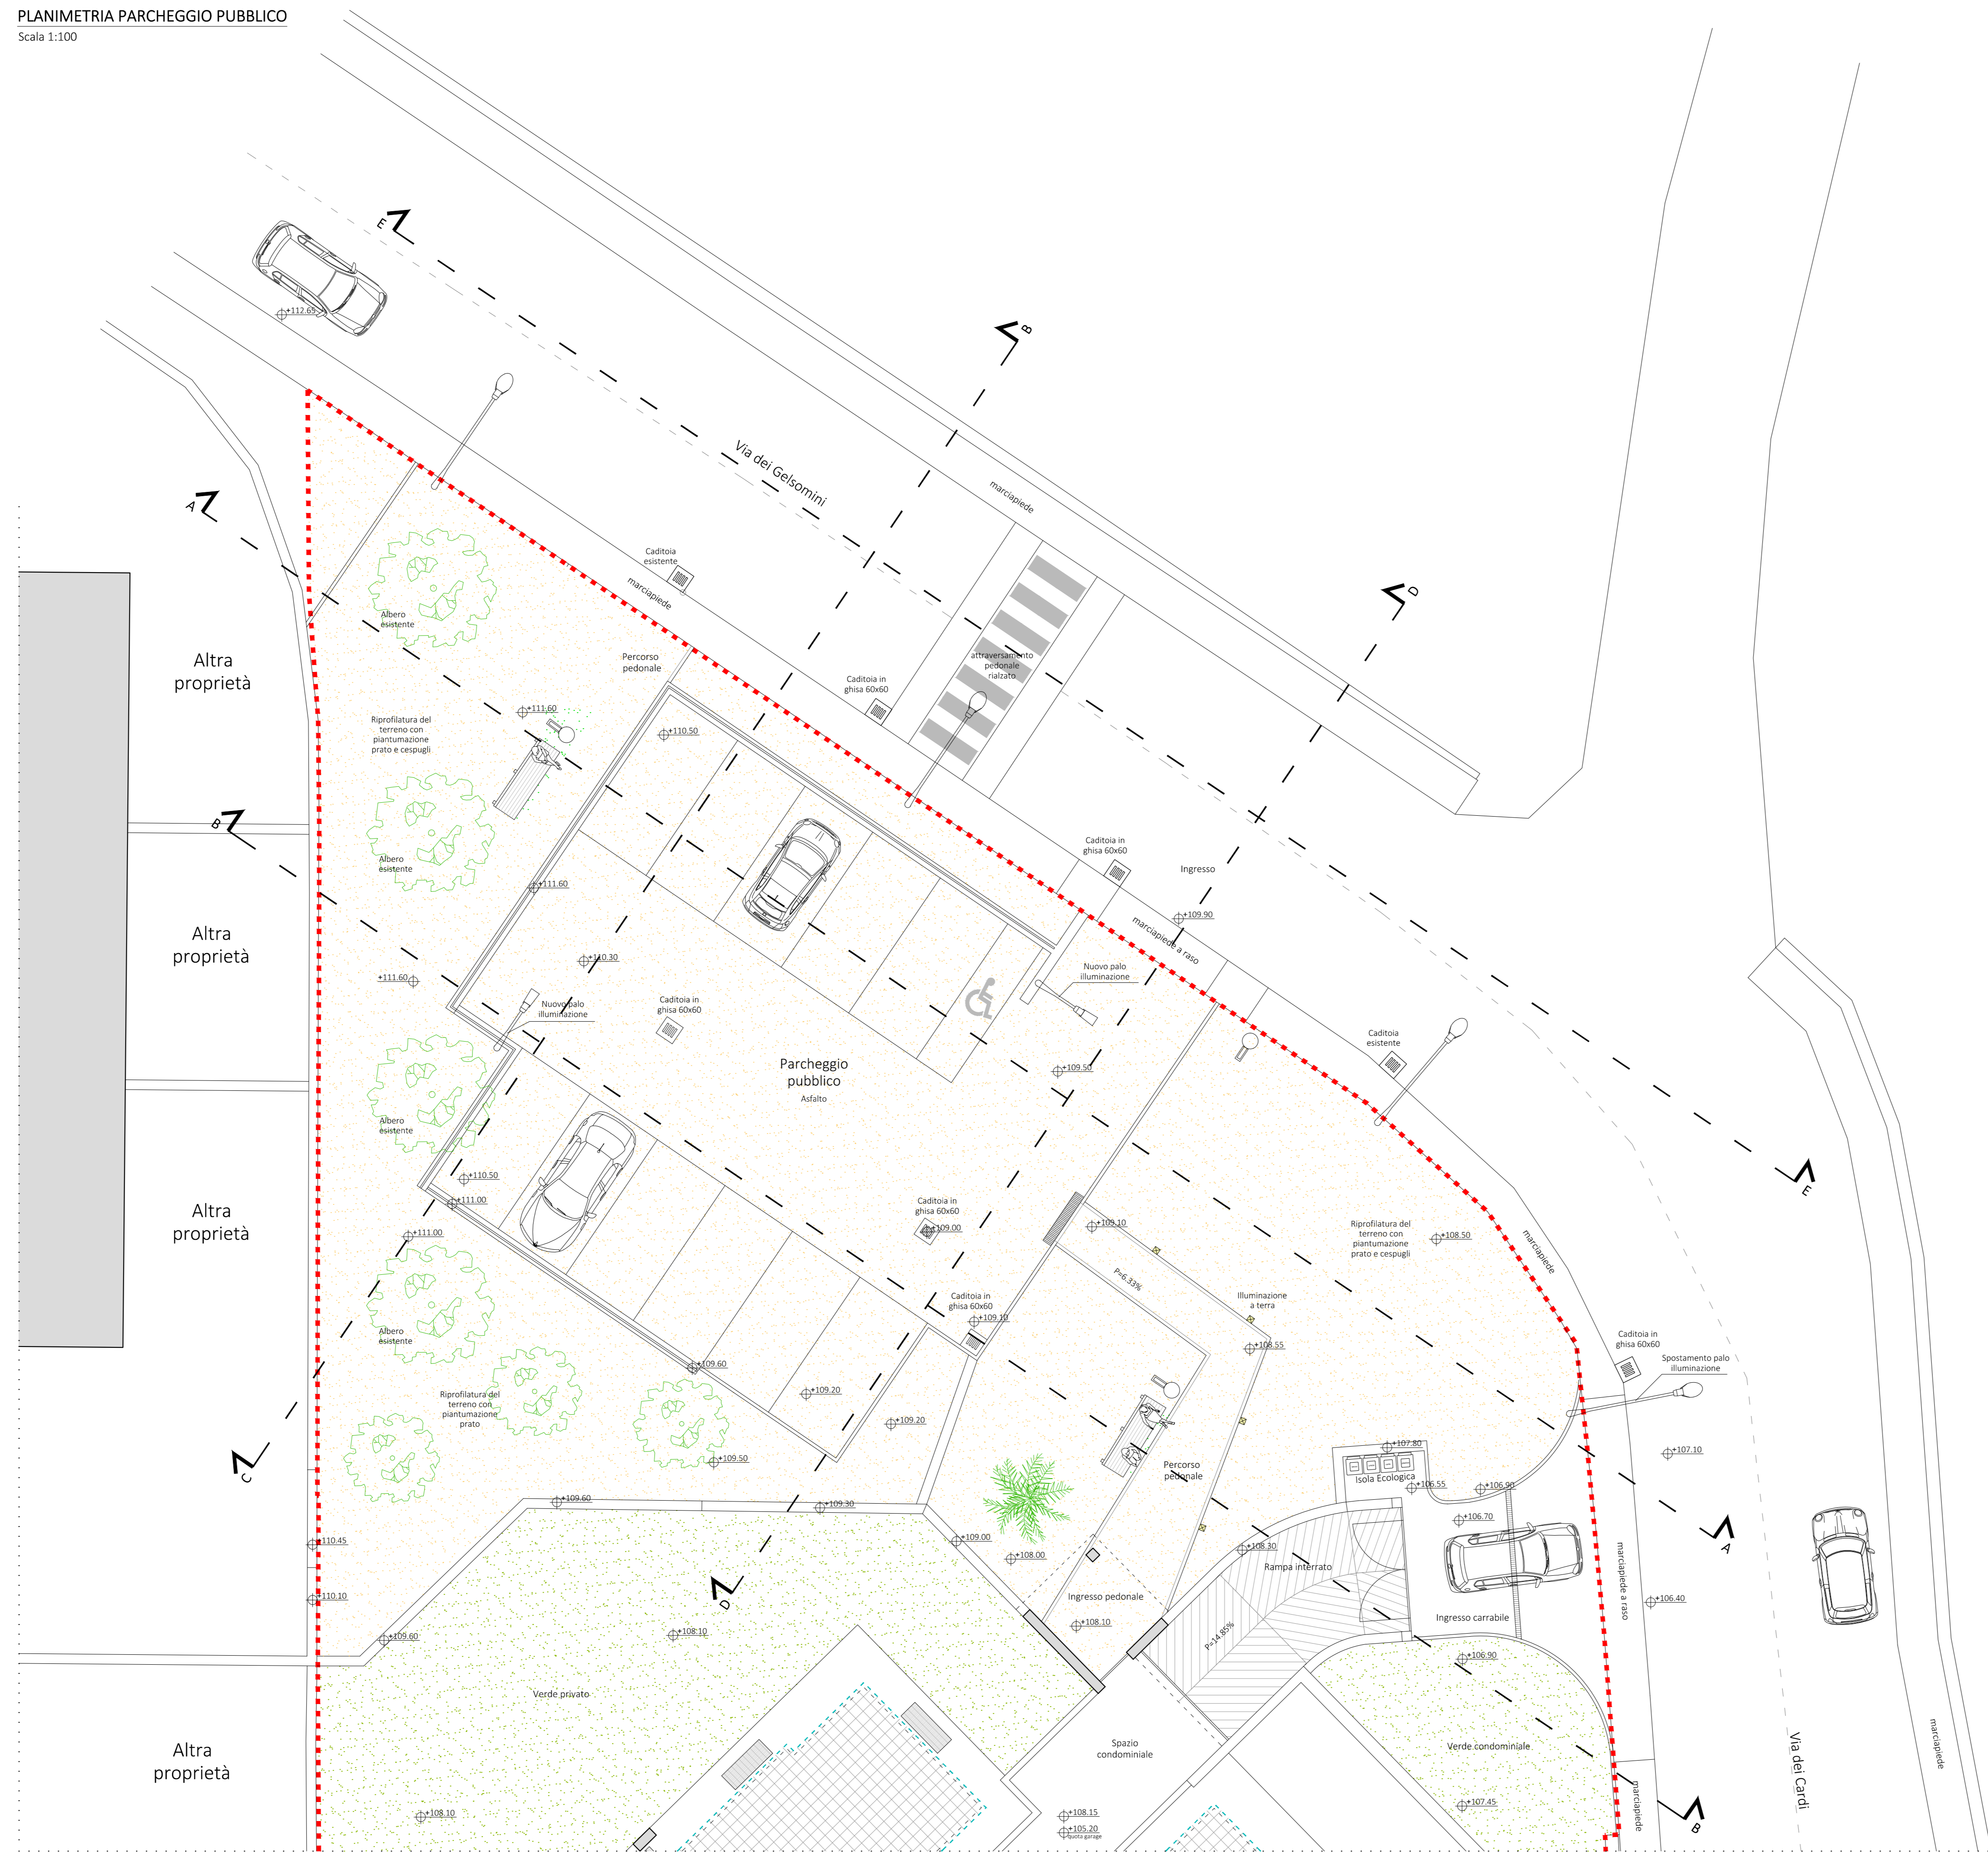 PLANIMETRIA PARCHEGGIO PUBBLICO
Scala 1:100
E
+112.65
B
Via dei Gelsomini
marciapiede
A
Caditoia
esistente
marciapiede
D
Albero
esistente
Altra
proprietà
Percorso
pedonale
attraversamento
pedonale
rialzato
Caditoia in
ghisa 60x60
+111.60
+110.50
Riprofilatura del
terreno con
piantumazione
prato e cespugli
B
Albero
esistente
+111.60
Caditoia in
ghisa 60x60
Ingresso
+109.90
marciapiede a raso
Altra
proprietà
+110.30
+111.60
Nuovo palo
illuminazione
Nuovo palo
illuminazione
Caditoia in
ghisa 60x60
Caditoia
esistente
Parcheggio
pubblico
Asfalto
+109.50
Albero
esistente
+110.50
+111.00
E
Altra
proprietà
+111.00
Caditoia in
ghisa 60x60
+109.00
+109.10
Riprofilatura del
terreno con
piantumazione
prato e cespugli
+108.50
marciapiede
P=6.33%
Caditoia in
ghisa 60x60
+109.10
Illuminazione
a terra
Albero
esistente
+108.55
Caditoia in
ghisa 60x60
+109.60
Spostamento palo
illuminazione
Riprofilatura del
terreno con
piantumazione
prato
+109.20
+109.20
+107.80
+107.10
C
+109.50
Percorso
pedonale
Isola Ecologica
+106.55
+106.90
+109.60
+109.30
+106.70
A
+110.45
+109.00
+108.30
+108.00
Rampa interrato
marciapiede a raso
D
+110.10
Ingresso pedonale
+106.40
Ingresso carrabile
+108.10
+109.60
+108.10
P=14.85%
+106.90
Verde privato
Altra
proprietà
Spazio
condominiale
Verde condominiale
Via dei Cardi
marciapiede
marciapiede
+108.10
+108.15
+105.20
quota garage
+107.45
B